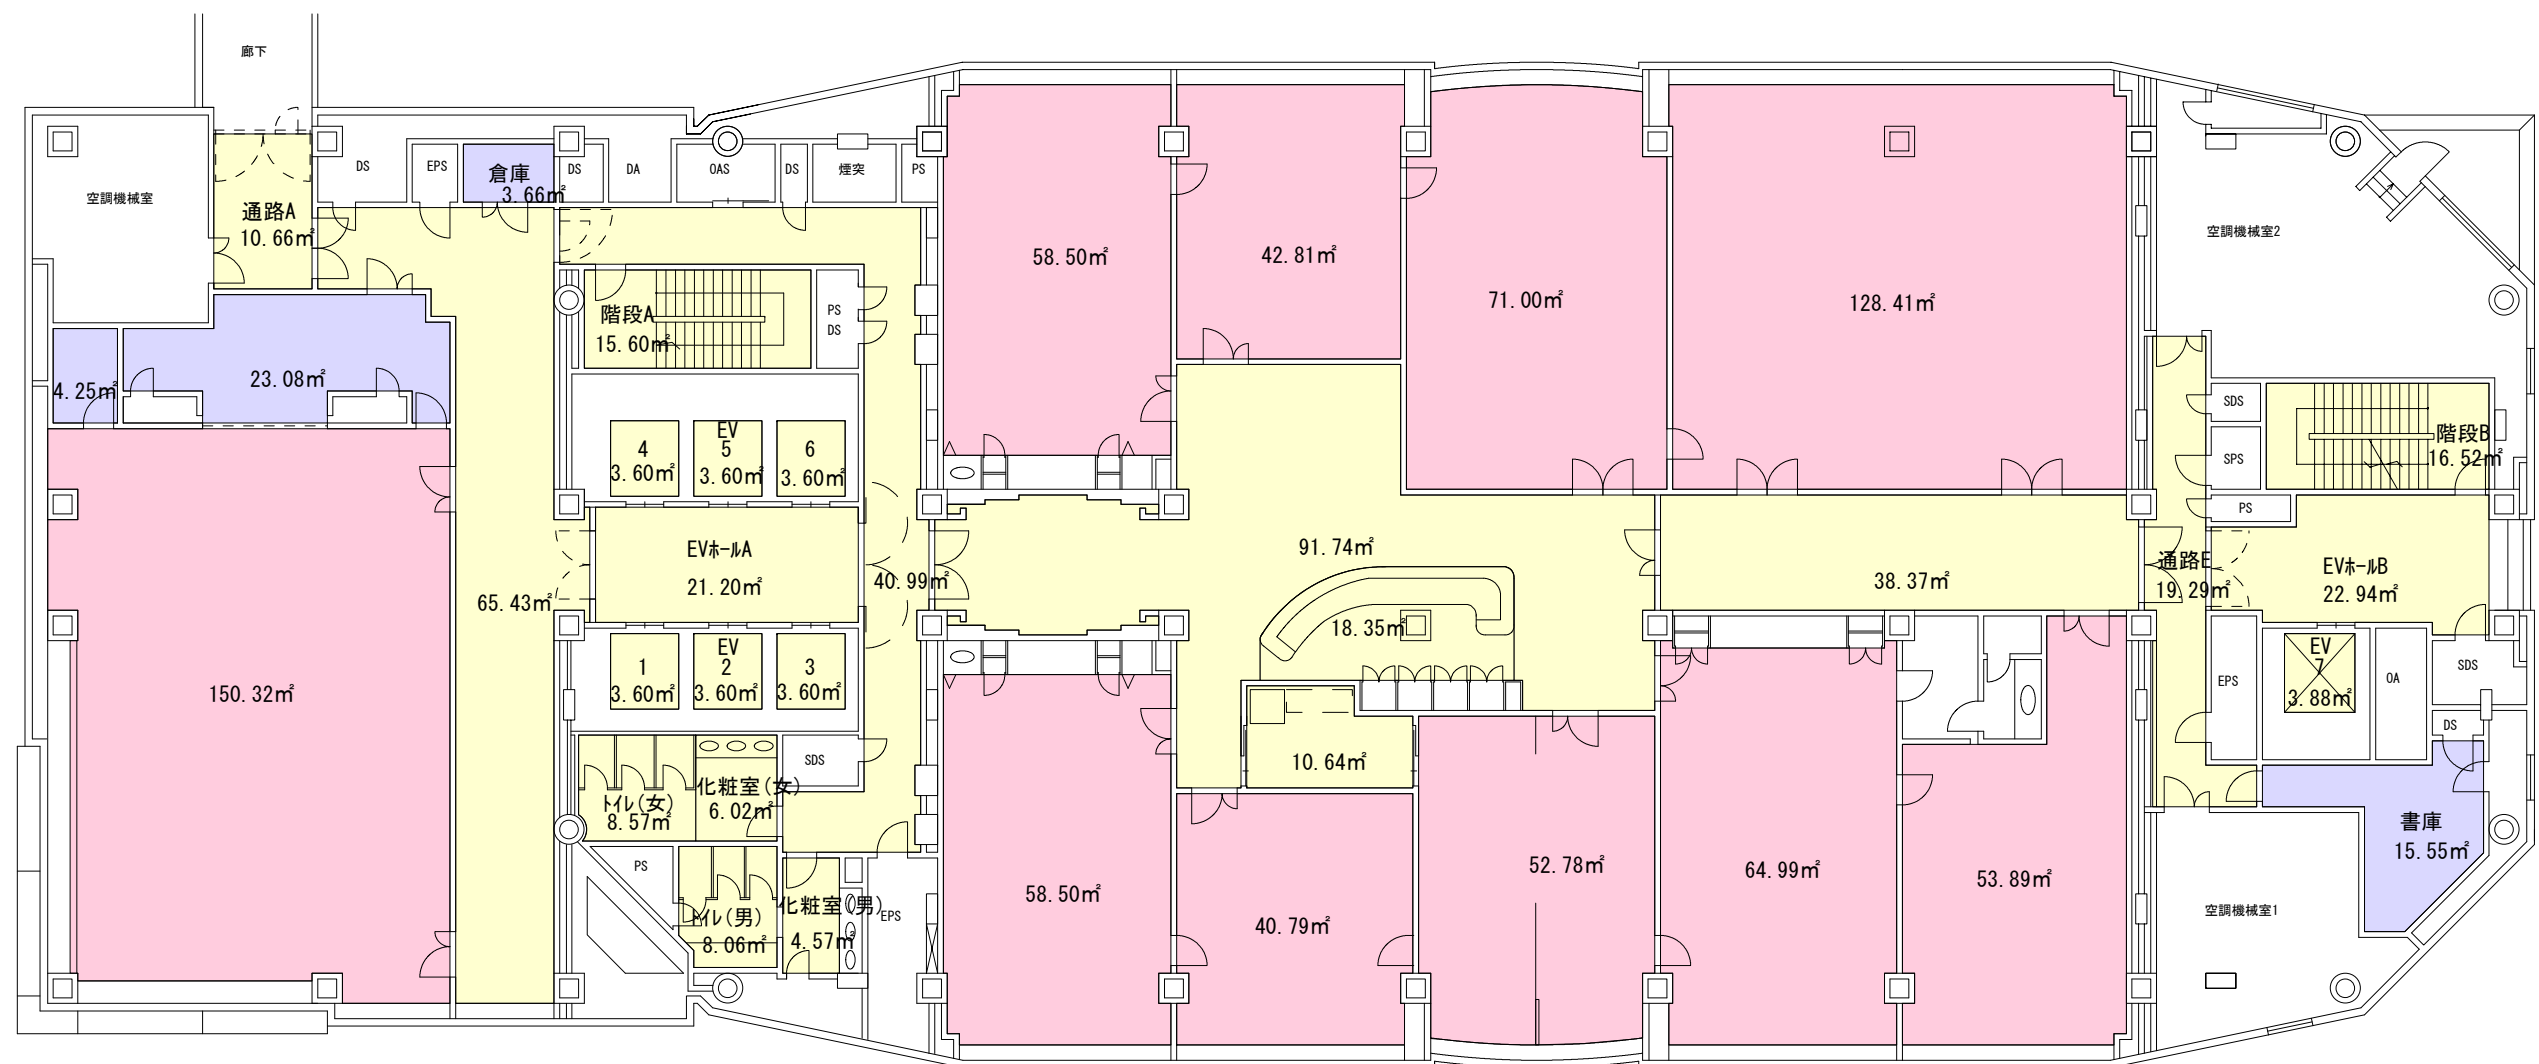 廊下
空調機械室
通路A
10.66㎡
DS
EPS
倉庫
3.66㎡
DS
DA
OAS
DS
煙突
PS
58.50㎡
42.81㎡
71.00㎡
128.41㎡
空調機械室2
階段A
15.60㎡
PS
DS
4.25㎡
23.08㎡
4
3.60㎡
EV
5
3.60㎡
6
3.60㎡
SDS
SPS
PS
階段B
16.52㎡
EVホールA
21.20㎡
65.43㎡
40.99㎡
91.74㎡
18.35㎡
38.37㎡
通路E
19.29㎡
EVホールB
22.94㎡
150.32㎡
1
3.60㎡
EV
2
3.60㎡
3
3.60㎡
EPS
EV
7
3.88㎡
OA
SDS
DS
SDS
10.64㎡
トイレ(女)
8.57㎡
化粧室(女)
6.02㎡
PS
トイレ(男)
8.06㎡
化粧室(男)
4.57㎡
EPS
58.50㎡
40.79㎡
52.78㎡
64.99㎡
53.89㎡
書庫
15.55㎡
空調機械室1